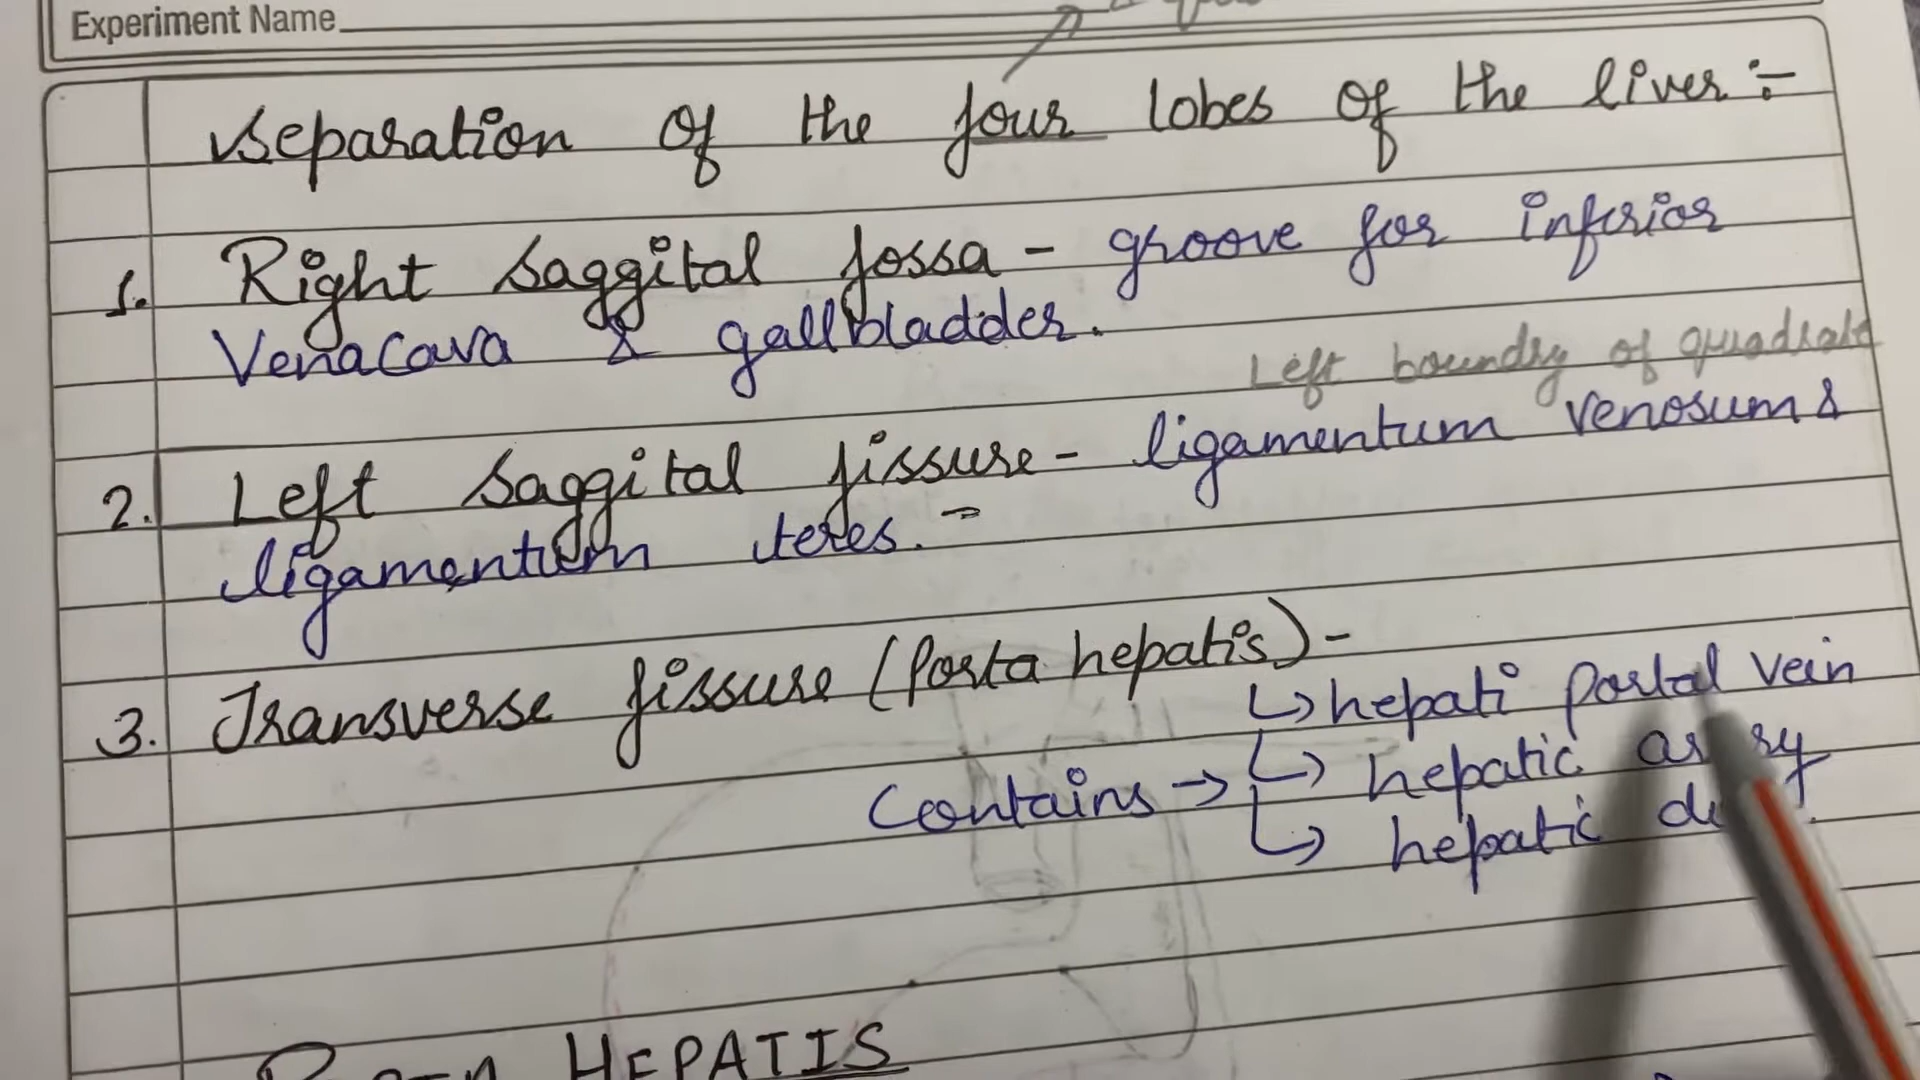 Experiment Name
Separation of the four lobes of the liver :-
1. Right Saggital fossa - groove for inferior
Venacava & gallbladder.
Left boundry of quadrate
2. Left Saggital fissure - ligamentum venosum &
ligamentum teres.
3. Transverse fissure (Porta hepatis) -
↳ hepati portal vein
Contains → ↳ hepatic
↳ hepatic
HEPATIS